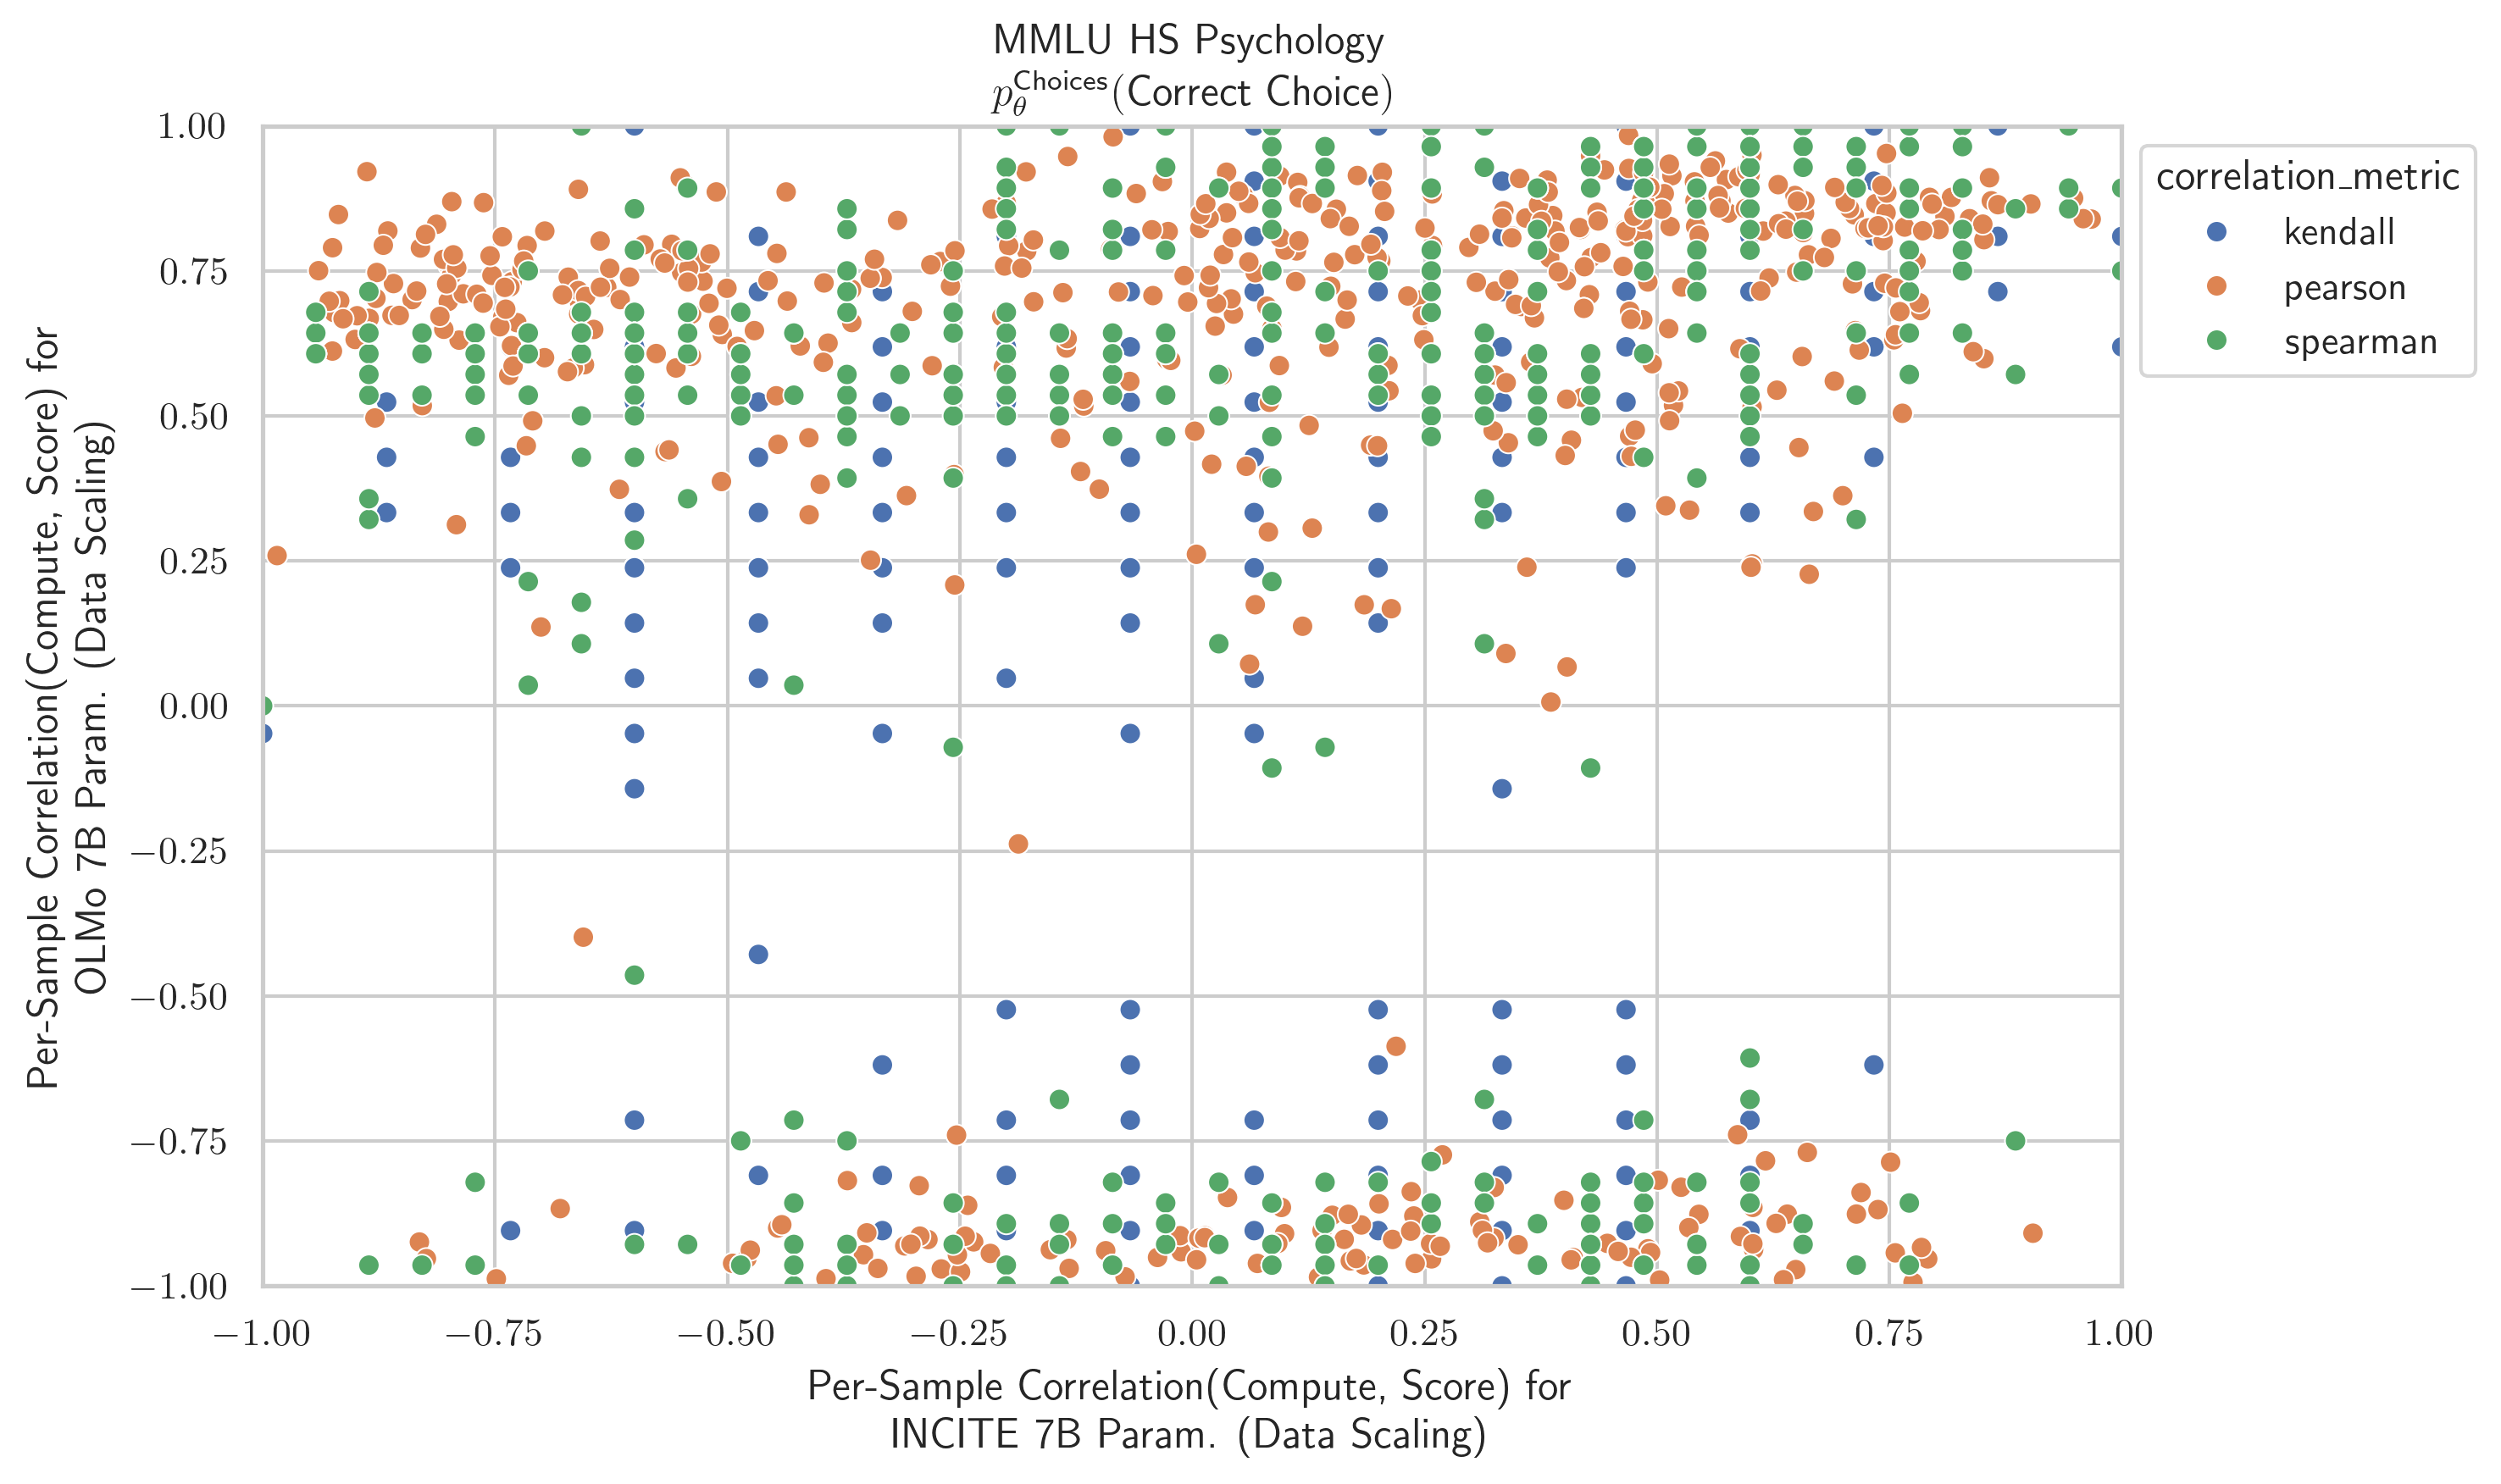 MMLU HS Psychology
p_θ^Choices(Correct Choice)
1.00
0.75
0.50
0.25
0.00
−0.25
−0.50
−0.75
−1.00
Per-Sample Correlation(Compute, Score) for
OLMo 7B Param. (Data Scaling)
correlation_metric
kendall
pearson
spearman
−1.00 −0.75 −0.50 −0.25 0.00 0.25 0.50 0.75 1.00
Per-Sample Correlation(Compute, Score) for
INCITE 7B Param. (Data Scaling)